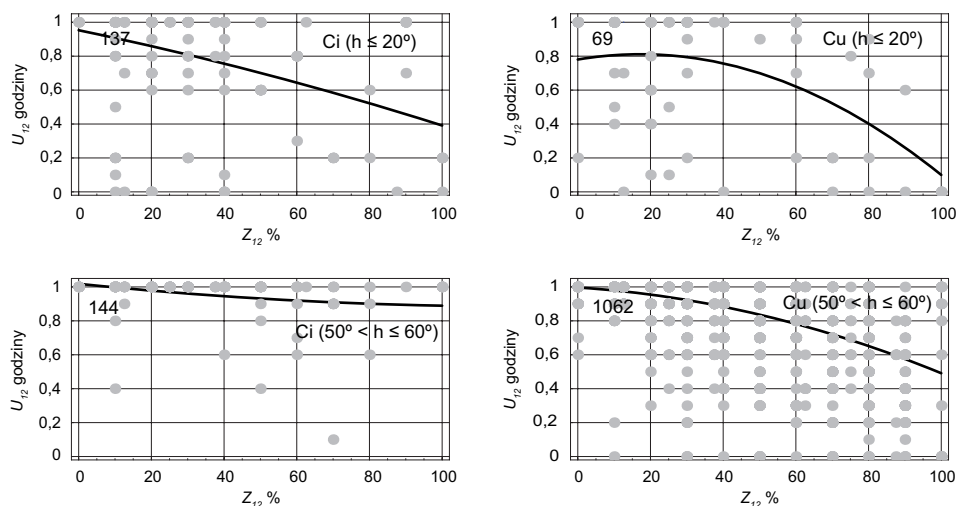 U12 godziny
1
0,8
0,6
0,4
0,2
0
137
Ci (h ≤ 20º)
0 20 40 60 80 100
Z12 %
U12 godziny
1
0,8
0,6
0,4
0,2
0
69
Cu (h ≤ 20º)
0 20 40 60 80 100
Z12 %
U12 godziny
1
0,8
0,6
0,4
0,2
0
144
Ci (50º < h ≤ 60º)
0 20 40 60 80 100
Z12 %
U12 godziny
1
0,8
0,6
0,4
0,2
0
1062
Cu (50º < h ≤ 60º)
0 20 40 60 80 100
Z12 %